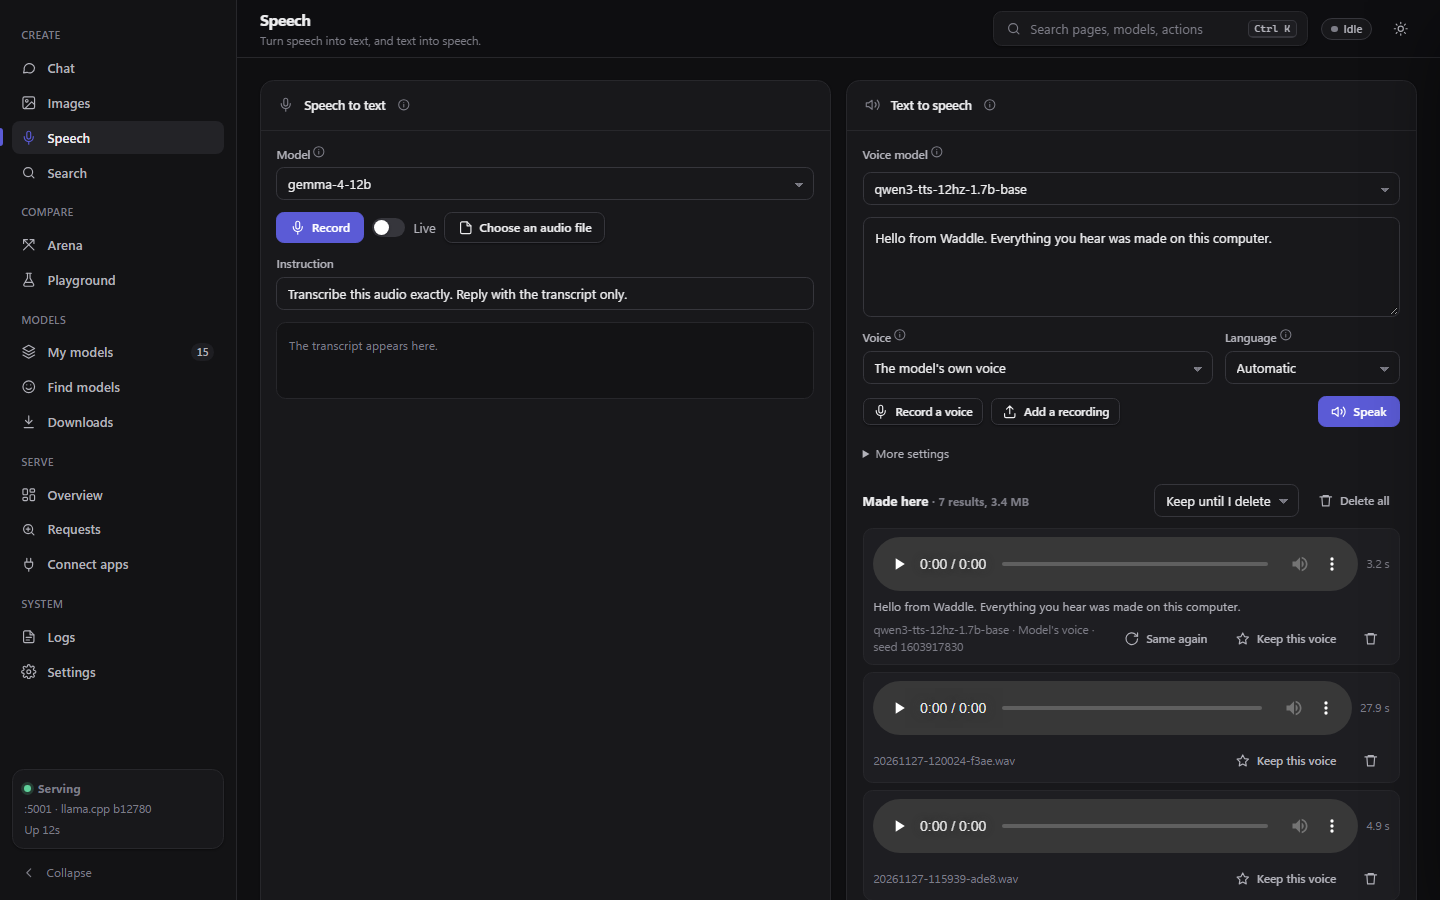 CREATE
Chat
Images
Speech
Search
COMPARE
Arena
Playground
MODELS
My models 15
Find models
Downloads
SERVE
Overview
Requests
Connect apps
SYSTEM
Logs
Settings
Serving
:5001 · llama.cpp b12780
Up 12s
Collapse
Speech
Turn speech into text, and text into speech.
Search pages, models, actions Ctrl K
Idle
Speech to text
Model
gemma-4-12b
Record Live Choose an audio file
Instruction
Transcribe this audio exactly. Reply with the transcript only.
The transcript appears here.
Text to speech
Voice model
qwen3-tts-12hz-1.7b-base
Hello from Waddle. Everything you hear was made on this computer.
Voice Language
The model's own voice Automatic
Record a voice Add a recording Speak
More settings
Made here · 7 results, 3.4 MB Keep until I delete Delete all
0:00 / 0:00 3.2 s
Hello from Waddle. Everything you hear was made on this computer.
qwen3-tts-12hz-1.7b-base · Model's voice ·
seed 1603917830 Same again Keep this voice
0:00 / 0:00 27.9 s
20261127-120024-f3ae.wav Keep this voice
0:00 / 0:00 4.9 s
20261127-115939-ade8.wav Keep this voice